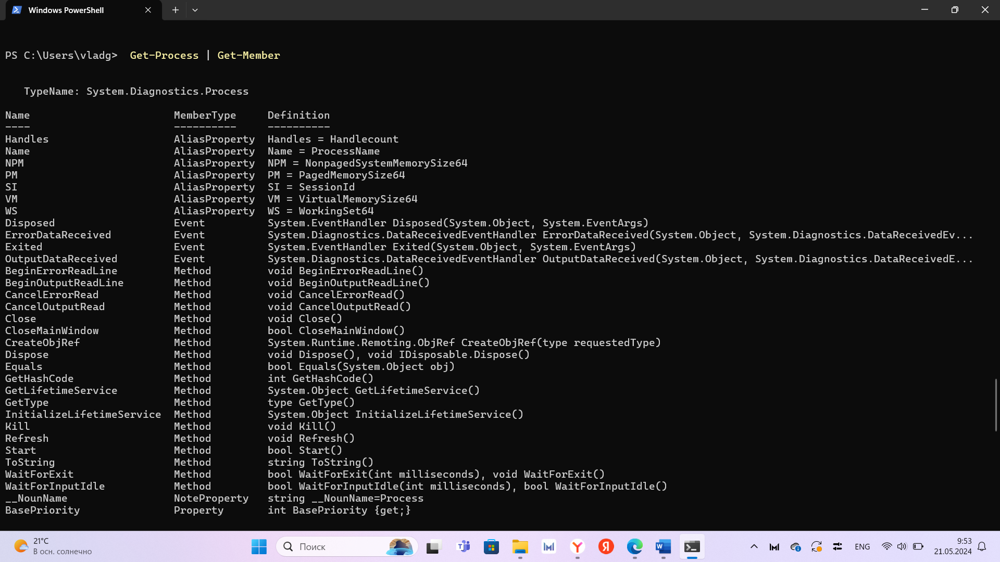 Windows PowerShell
PS C:\Users\vladg>  Get-Process | Get-Member
TypeName: System.Diagnostics.Process
Name MemberType Definition
---- ---------- ----------
Handles AliasProperty Handles = Handlecount
Name AliasProperty Name = ProcessName
NPM AliasProperty NPM = NonpagedSystemMemorySize64
PM AliasProperty PM = PagedMemorySize64
SI AliasProperty SI = SessionId
VM AliasProperty VM = VirtualMemorySize64
WS AliasProperty WS = WorkingSet64
Disposed Event System.EventHandler Disposed(System.Object, System.EventArgs)
ErrorDataReceived Event System.Diagnostics.DataReceivedEventHandler ErrorDataReceived(System.Object, System.Diagnostics.DataReceivedEv...
Exited Event System.EventHandler Exited(System.Object, System.EventArgs)
OutputDataReceived Event System.Diagnostics.DataReceivedEventHandler OutputDataReceived(System.Object, System.Diagnostics.DataReceivedE...
BeginErrorReadLine Method void BeginErrorReadLine()
BeginOutputReadLine Method void BeginOutputReadLine()
CancelErrorRead Method void CancelErrorRead()
CancelOutputRead Method void CancelOutputRead()
Close Method void Close()
CloseMainWindow Method bool CloseMainWindow()
CreateObjRef Method System.Runtime.Remoting.ObjRef CreateObjRef(type requestedType)
Dispose Method void Dispose(), void IDisposable.Dispose()
Equals Method bool Equals(System.Object obj)
GetHashCode Method int GetHashCode()
GetLifetimeService Method System.Object GetLifetimeService()
GetType Method type GetType()
InitializeLifetimeService Method System.Object InitializeLifetimeService()
Kill Method void Kill()
Refresh Method void Refresh()
Start Method bool Start()
ToString Method string ToString()
WaitForExit Method bool WaitForExit(int milliseconds), void WaitForExit()
WaitForInputIdle Method bool WaitForInputIdle(int milliseconds), bool WaitForInputIdle()
__NounName NoteProperty string __NounName=Process
BasePriority Property int BasePriority {get;}
21°C
В осн. солнечно
Поиск
ENG
9:53
21.05.2024